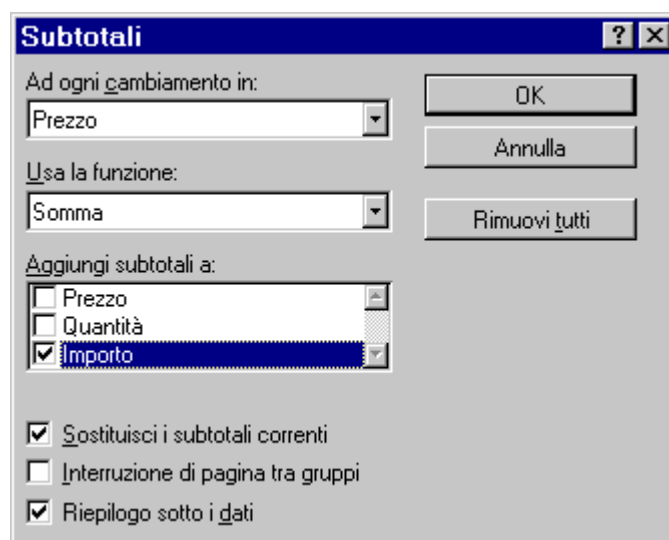 Subtotali
Ad ogni cambiamento in:
Prezzo
OK
Annulla
Usa la funzione:
Somma
Rimuovi tutti
Aggiungi subtotali a:
Prezzo
Quantità
Importo
Sostituisci i subtotali correnti
Interruzione di pagina tra gruppi
Riepilogo sotto i dati